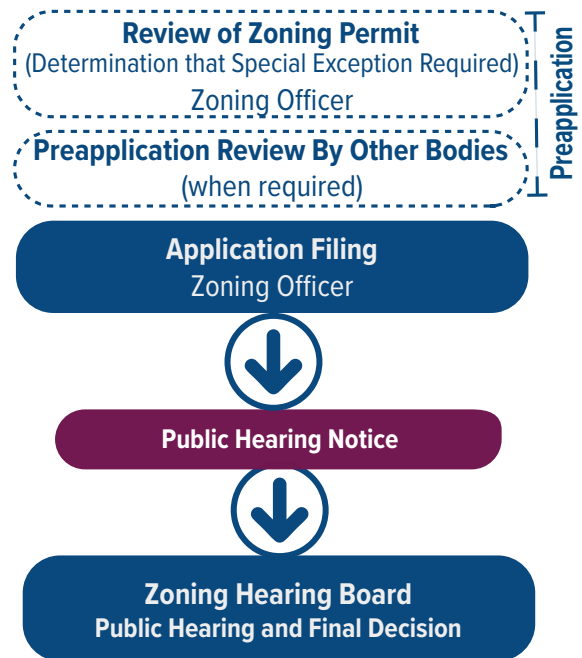 Review of Zoning Permit
(Determination that Special Exception Required)
Zoning Officer
Preapplication
Preapplication Review By Other Bodies
(when required)
Application Filing
Zoning Officer
Public Hearing Notice
Zoning Hearing Board
Public Hearing and Final Decision